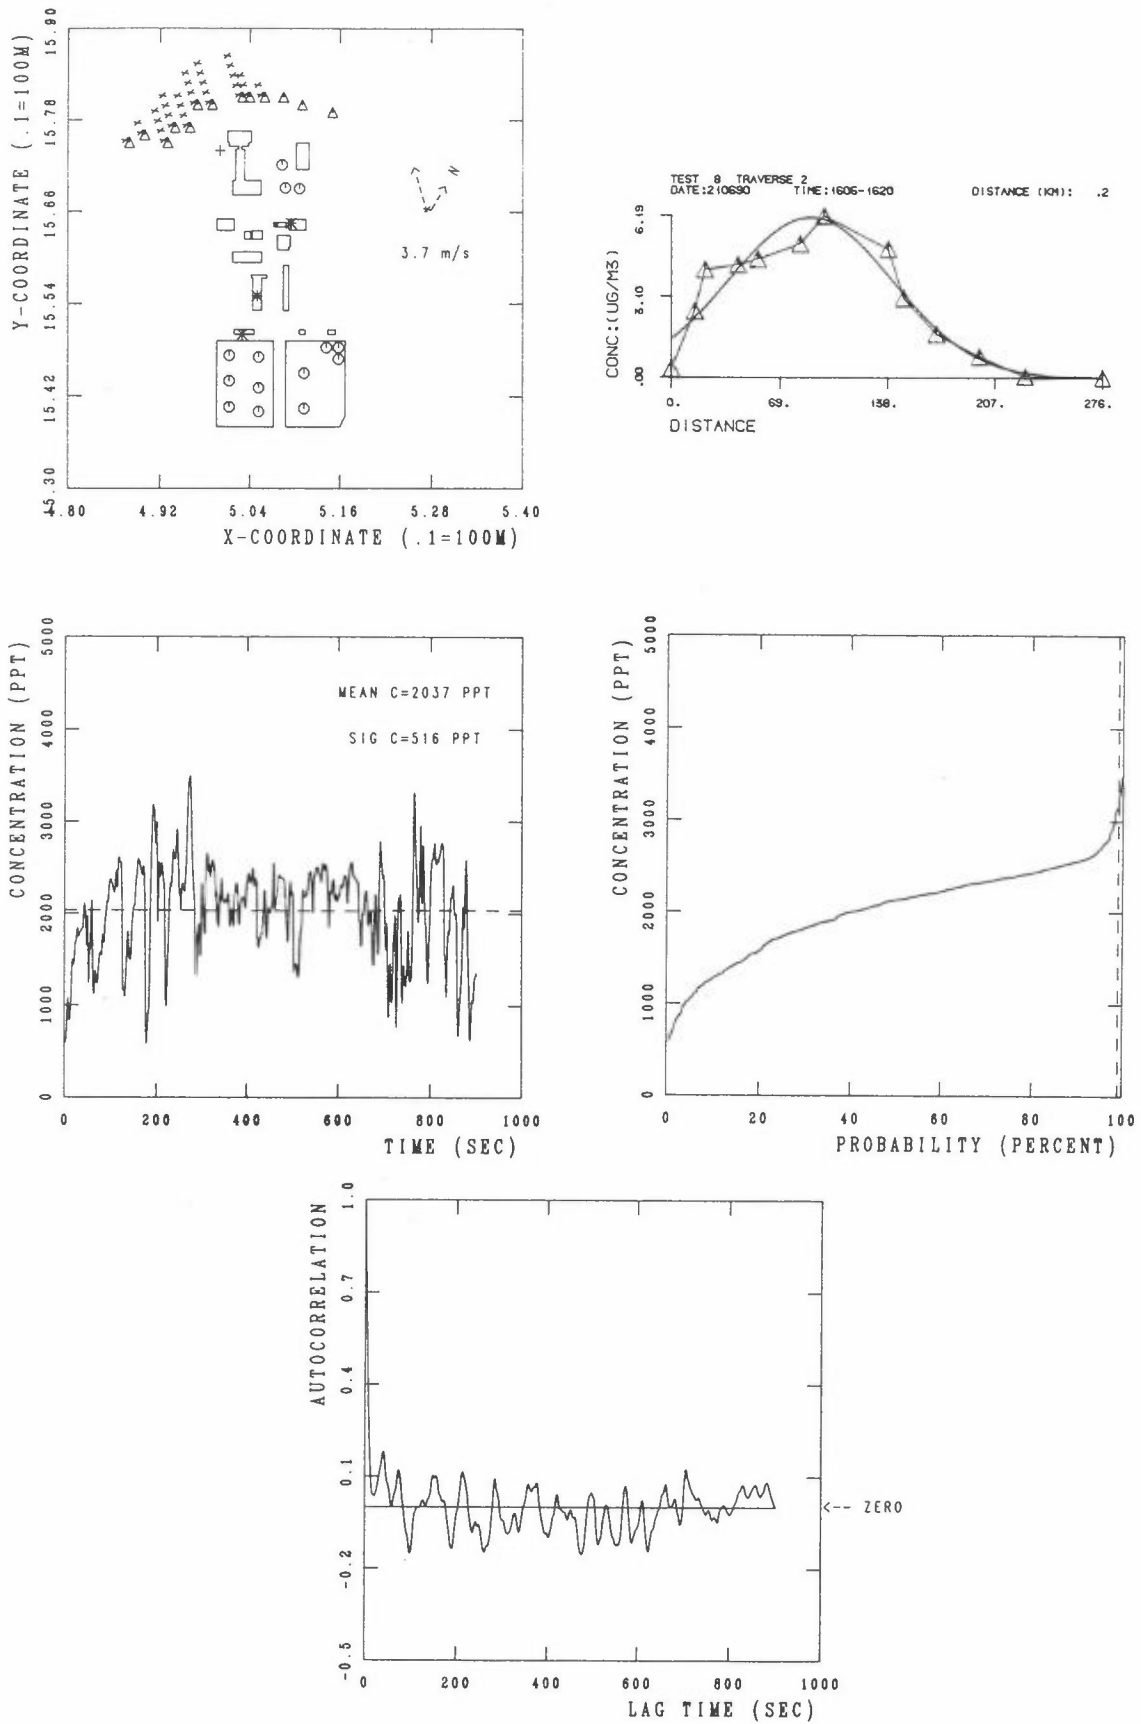 Y-COORDINATE (.1=100M)
15.90
15.78
15.66
15.54
15.42
15.30
N
3.7 m/s
4.80 4.92 5.04 5.16 5.28 5.40
X-COORDINATE (.1=100M)
TEST 8 TRAVERSE 2
DATE:210690 TIME:1606-1620 DISTANCE (KM): .2
CONC:(UG/M3)
6.19
3.10
.00
0. 69. 138. 207. 276.
DISTANCE
CONCENTRATION (PPT)
5000
4000
3000
2000
1000
0
MEAN C=2037 PPT
SIG C=516 PPT
0 200 400 600 800 1000
TIME (SEC)
CONCENTRATION (PPT)
5000
4000
3000
2000
1000
0
0 20 40 60 80 100
PROBABILITY (PERCENT)
AUTOCORRELATION
1.0
0.7
0.4
0.1
-0.2
-0.5
<-- ZERO
0 200 400 600 800 1000
LAG TIME (SEC)